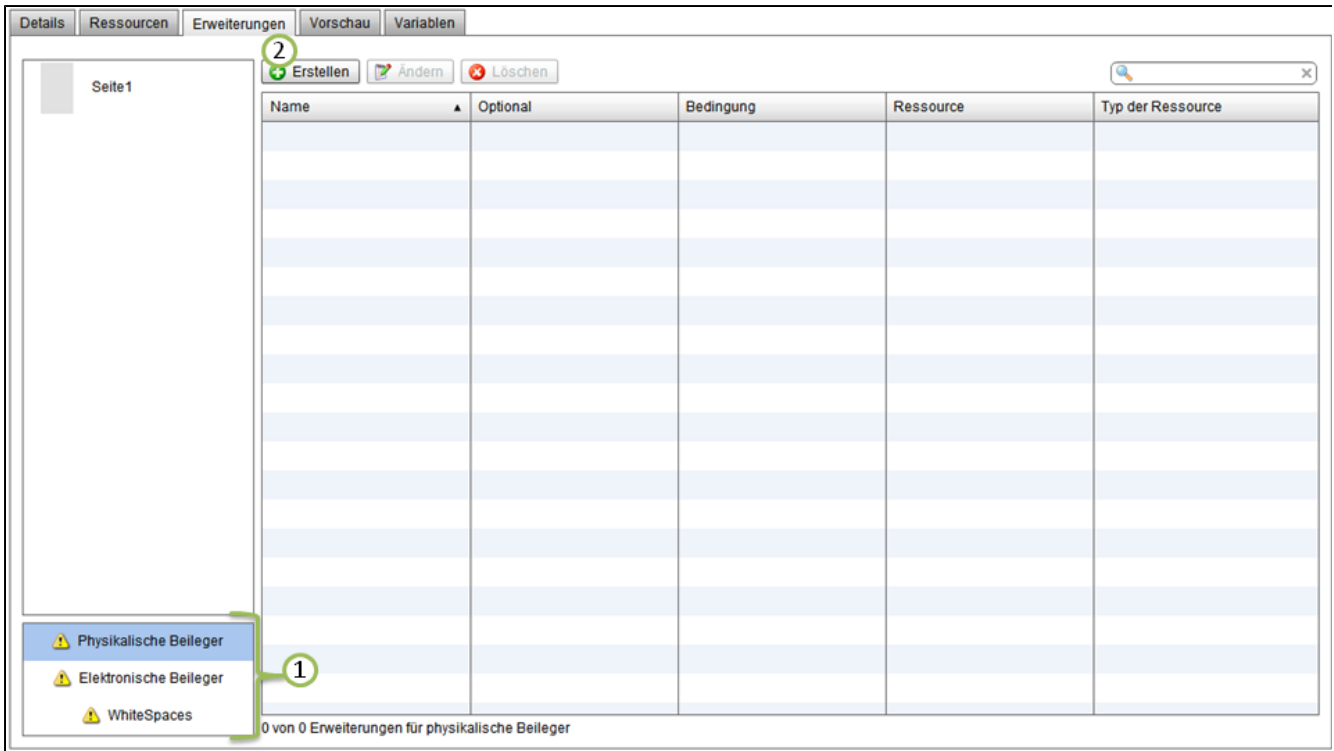 Details Ressourcen Erweiterungen Vorschau Variablen
2
Erstellen Ändern Löschen
Seite1
Name Optional Bedingung Ressource Typ der Ressource
Physikalische Beileger
Elektronische Beileger
1
WhiteSpaces
0 von 0 Erweiterungen für physikalische Beileger